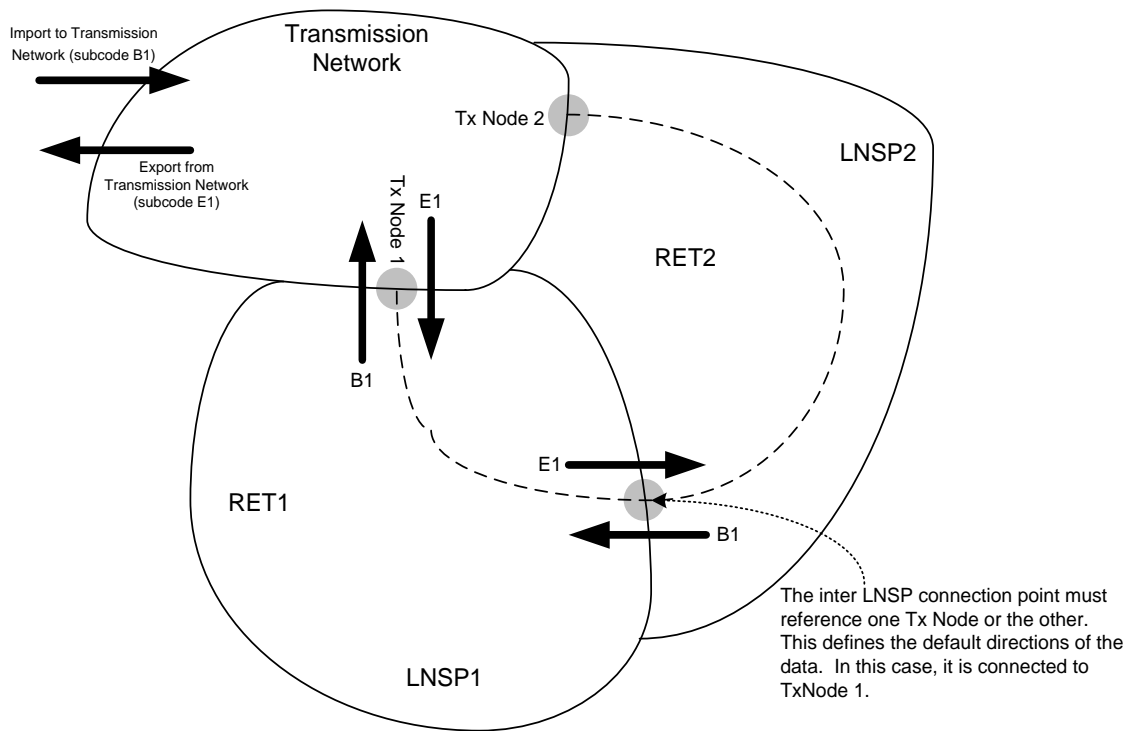 Import to Transmission
Network (subcode B1)
Transmission
Network
Export from
Transmission Network
(subcode E1)
Tx Node 2
LNSP2
Tx Node 1
E1
RET2
B1
E1
RET1
B1
LNSP1
The inter LNSP connection point must
reference one Tx Node or the other.
This defines the default directions of the
data.  In this case, it is connected to
TxNode 1.